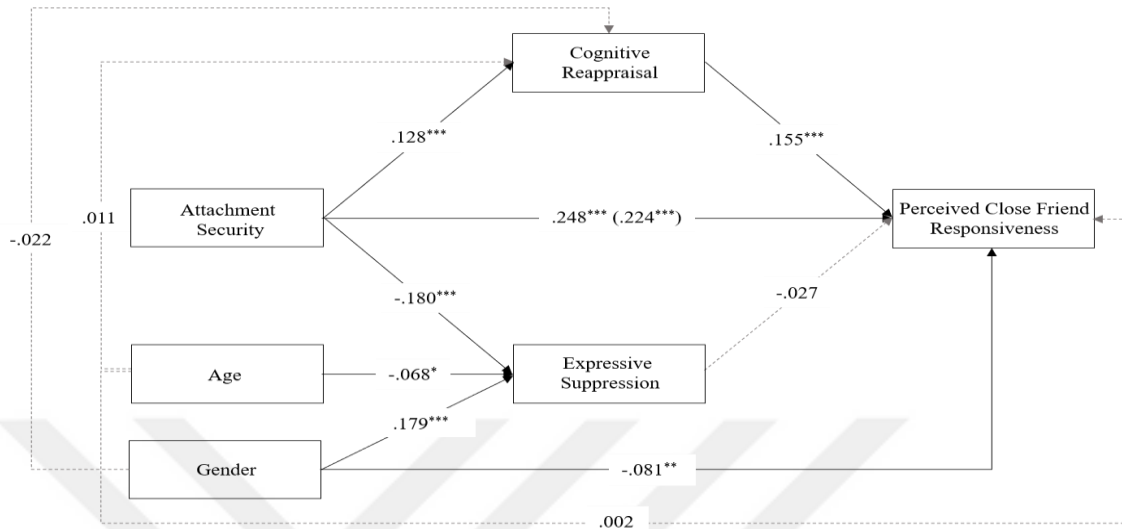 Cognitive
Reappraisal
.128***
.155***
Attachment
Security
.011
.248*** (.224***)
Perceived Close Friend
Responsiveness
-.022
-.180***
-.027
Age
-.068*
Expressive
Suppression
.179***
Gender
-.081**
.002